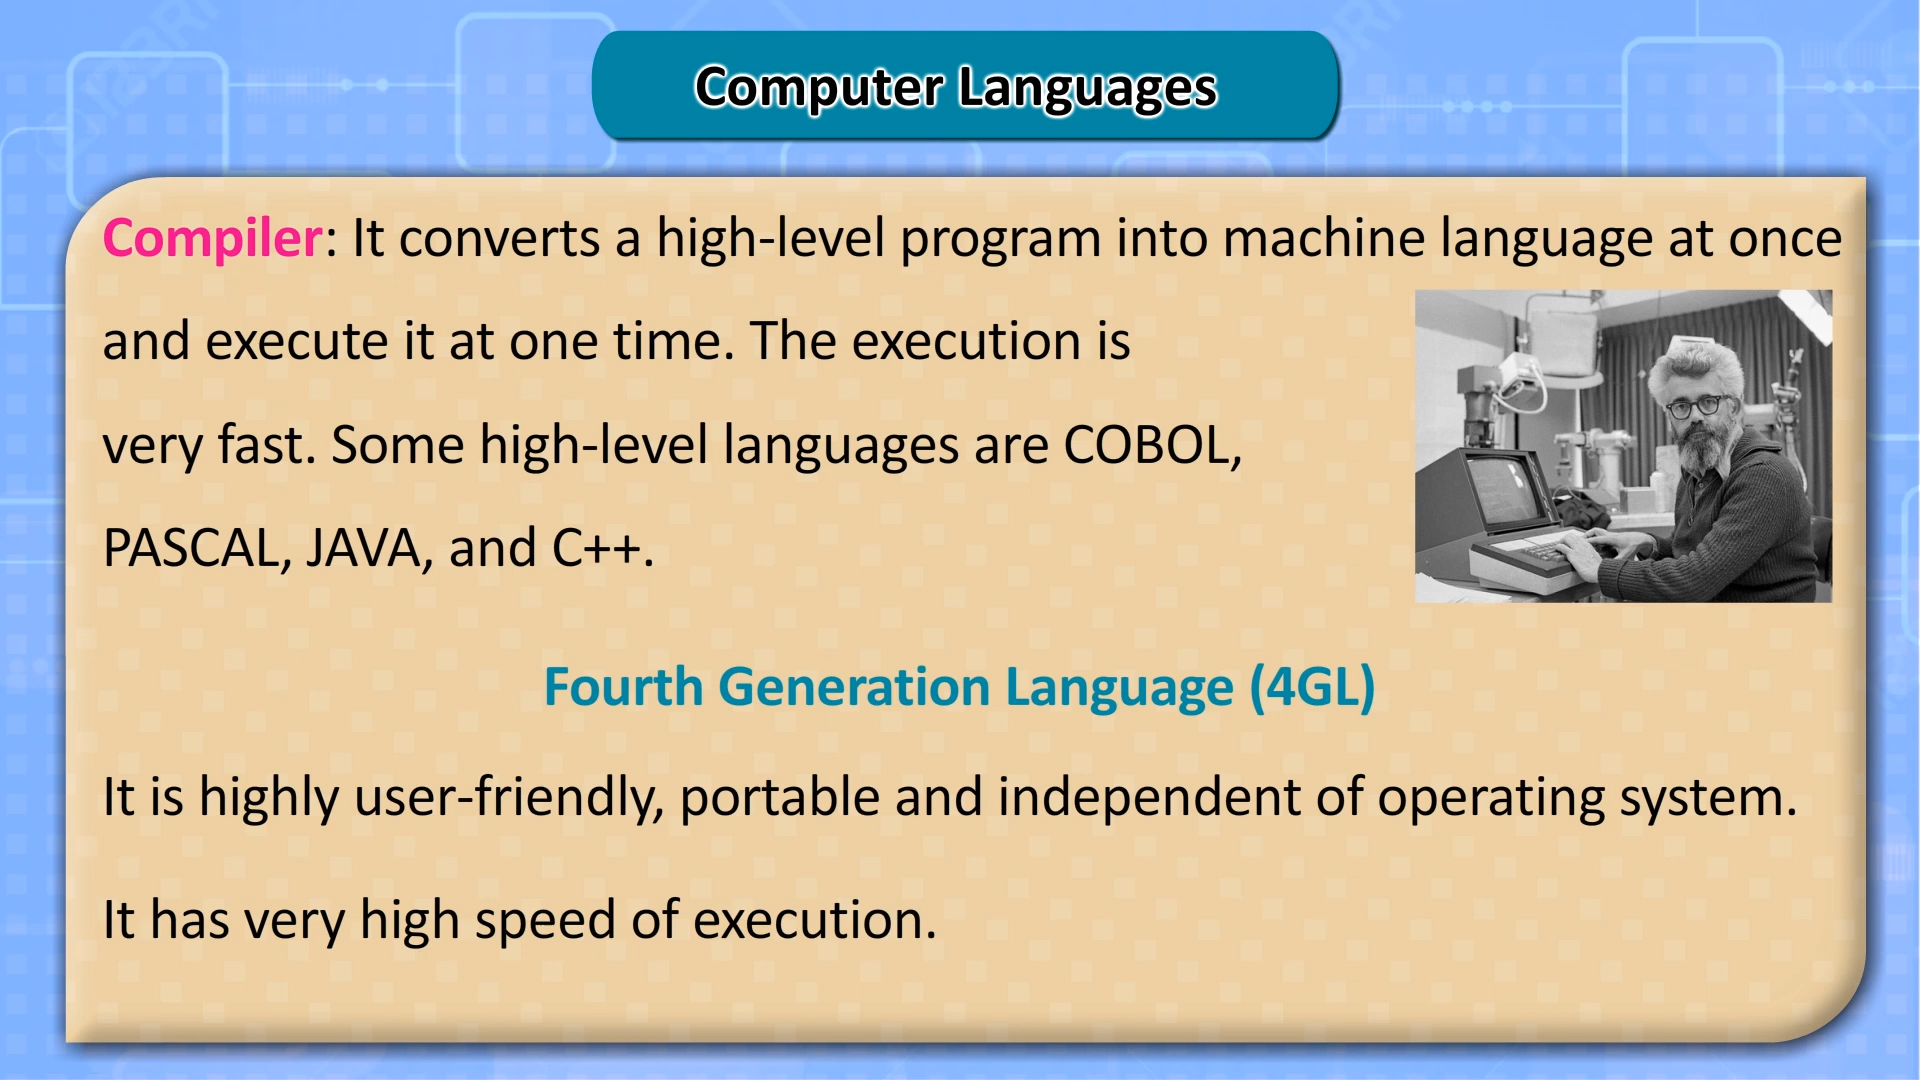 Computer Languages
Compiler: It converts a high-level program into machine language at once
and execute it at one time. The execution is
very fast. Some high-level languages are COBOL,
PASCAL, JAVA, and C++.
Fourth Generation Language (4GL)
It is highly user-friendly, portable and independent of operating system.
It has very high speed of execution.